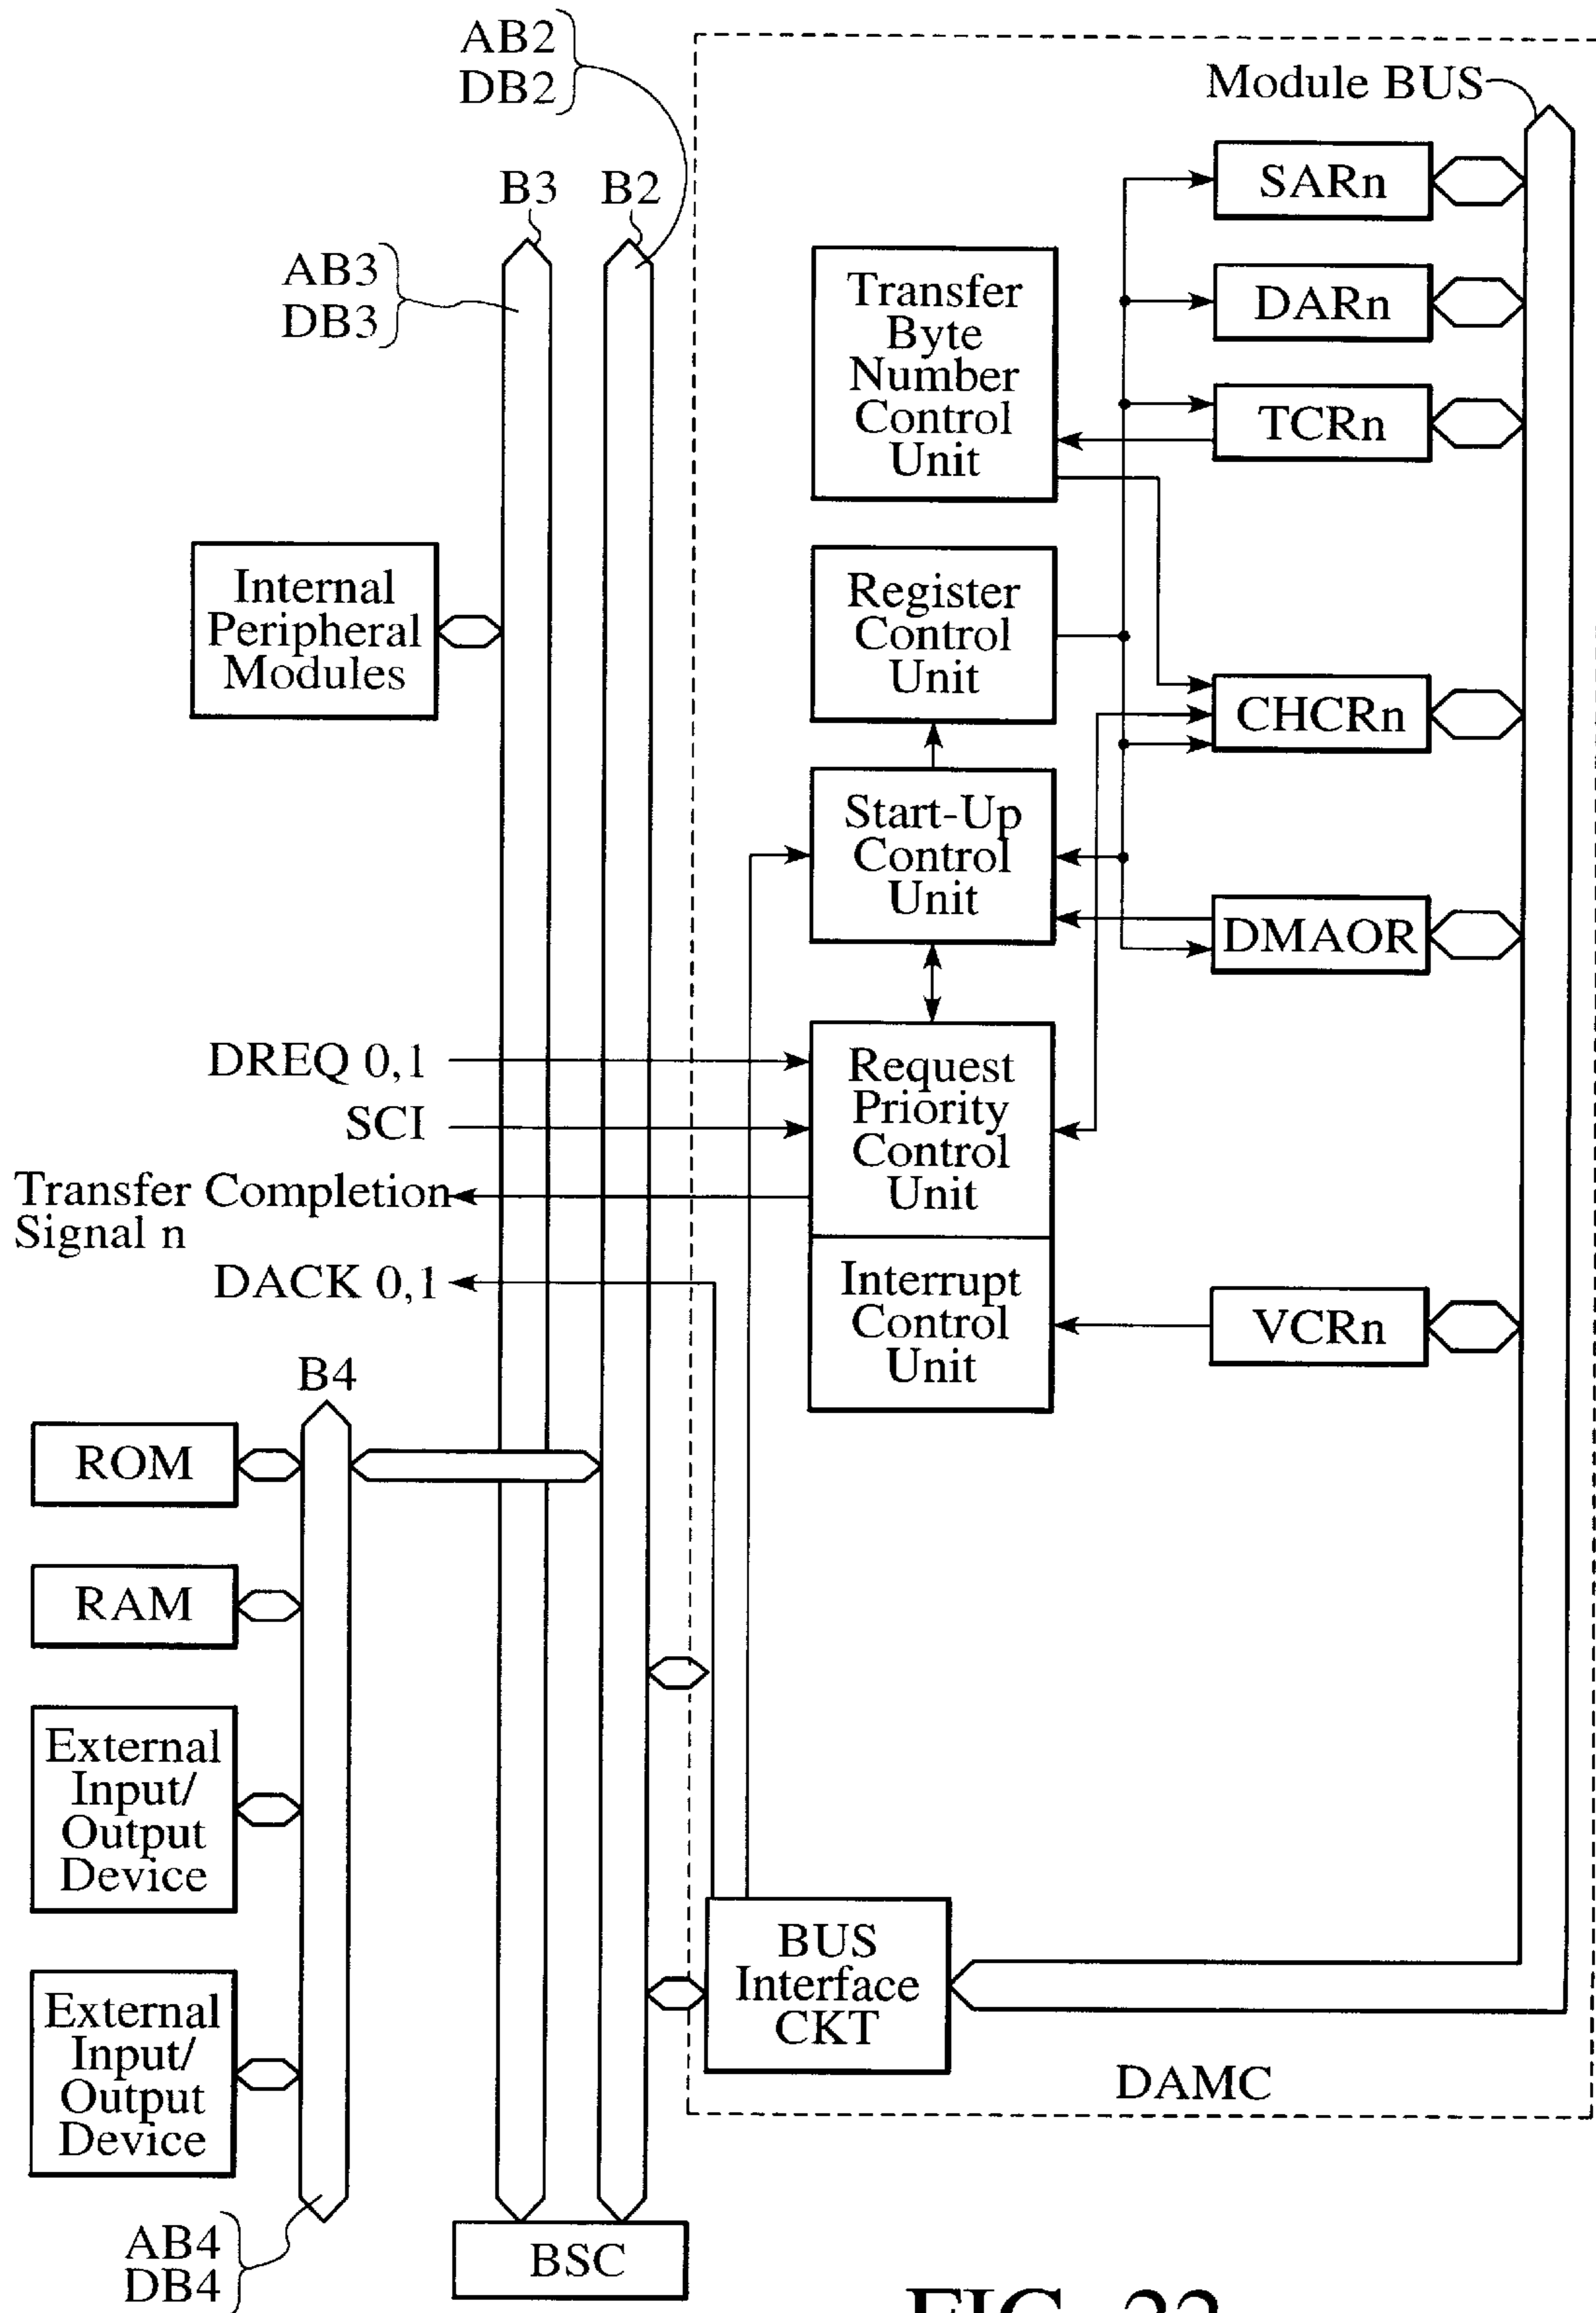 AB2
DB2
Module BUS
B3
B2
AB3
DB3
SARn
DARn
TCRn
Transfer
Byte
Number
Control
Unit
Internal
Peripheral
Modules
Register
Control
Unit
CHCRn
Start-Up
Control
Unit
DMAOR
DREQ 0,1
SCI
Transfer Completion
Signal n
DACK 0,1
Request
Priority
Control
Unit
Interrupt
Control
Unit
VCRn
B4
ROM
RAM
External
Input/
Output
Device
External
Input/
Output
Device
BUS
Interface
CKT
DAMC
AB4
DB4
BSC
FIG. 22